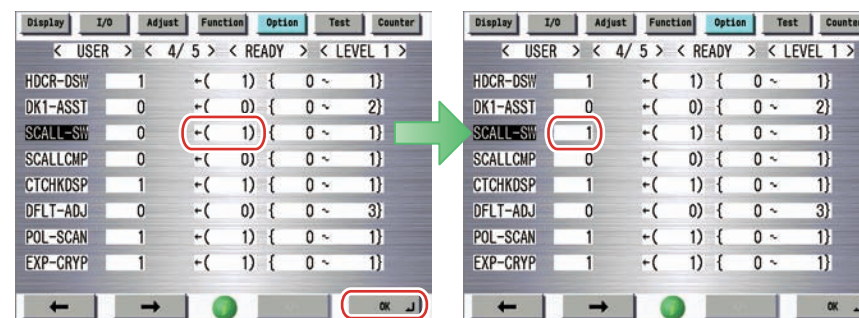 Display I/O Adjust Function Option Test Counter
< USER > < 4/ 5 > < READY > < LEVEL 1 >
HDCR-DSW 1 ←( 1) { 0 ~ 1}
DK1-ASST 0 ←( 0) { 0 ~ 2}
SCALL-SW 0 ←( 1) { 0 ~ 1}
SCALLCMP 0 ←( 0) { 0 ~ 1}
CTCHKDSP 1 ←( 1) { 0 ~ 1}
DFLT-ADJ 0 ←( 0) { 0 ~ 3}
POL-SCAN 1 ←( 1) { 0 ~ 1}
EXP-CRYP 1 ←( 1) { 0 ~ 1}
← → OK
Display I/O Adjust Function Option Test Counte
< USER > < 4/ 5 > < READY > < LEVEL 1 >
HDCR-DSW 1 ←( 1) { 0 ~ 1}
DK1-ASST 0 ←( 0) { 0 ~ 2}
SCALL-SW 1 ←( 1) { 0 ~ 1}
SCALLCMP 0 ←( 0) { 0 ~ 1}
CTCHKDSP 1 ←( 1) { 0 ~ 1}
DFLT-ADJ 0 ←( 0) { 0 ~ 3}
POL-SCAN 1 ←( 1) { 0 ~ 1}
EXP-CRYP 1 ←( 1) { 0 ~ 1}
← → OK